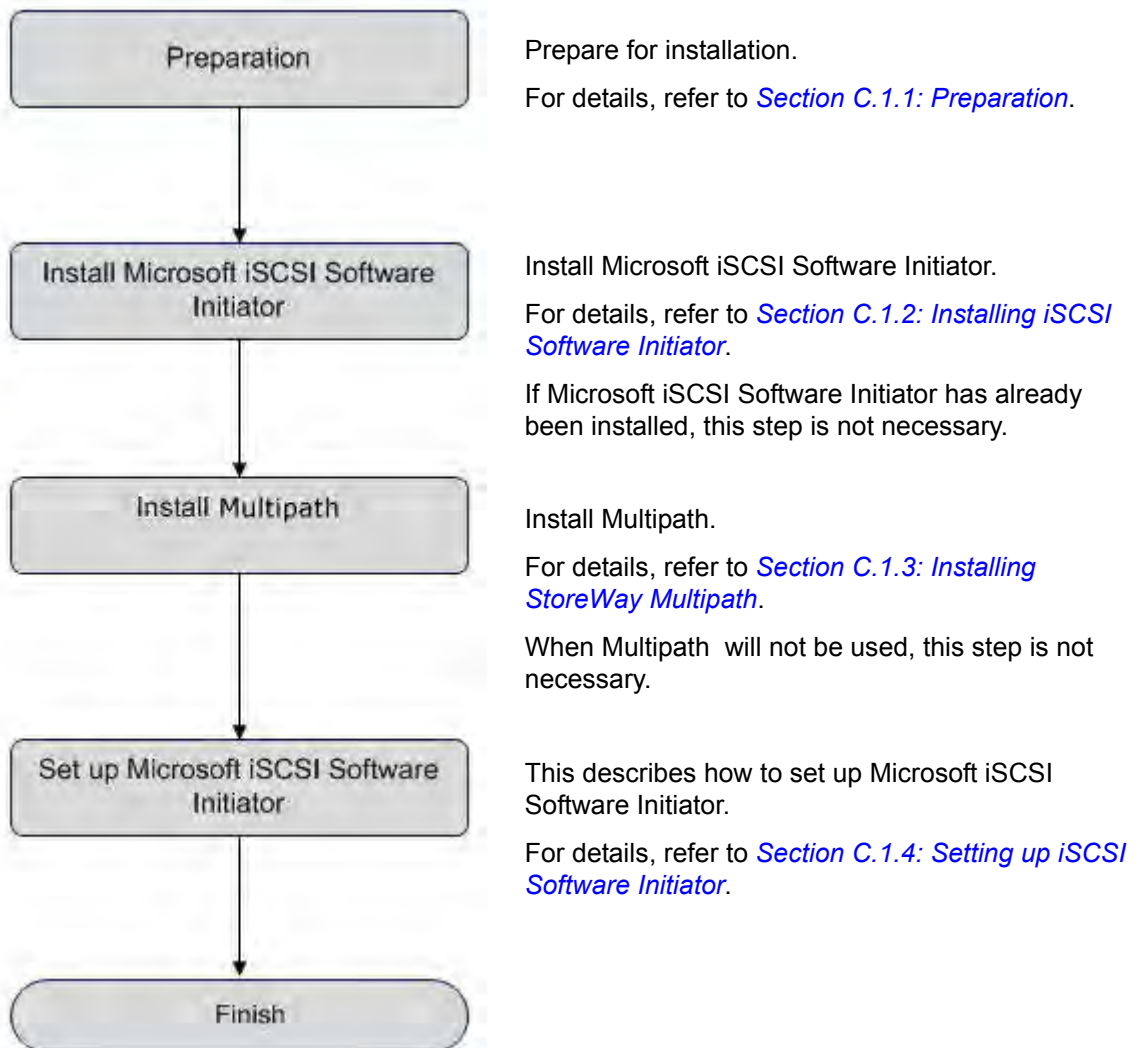 Preparation
Prepare for installation.
For details, refer to Section C.1.1: Preparation.
Install Microsoft iSCSI Software
Initiator
Install Microsoft iSCSI Software Initiator.
For details, refer to Section C.1.2: Installing iSCSI
Software Initiator.
If Microsoft iSCSI Software Initiator has already
been installed, this step is not necessary.
Install Multipath
Install Multipath.
For details, refer to Section C.1.3: Installing
StoreWay Multipath.
When Multipath will not be used, this step is not
necessary.
Set up Microsoft iSCSI Software
Initiator
This describes how to set up Microsoft iSCSI
Software Initiator.
For details, refer to Section C.1.4: Setting up iSCSI
Software Initiator.
Finish